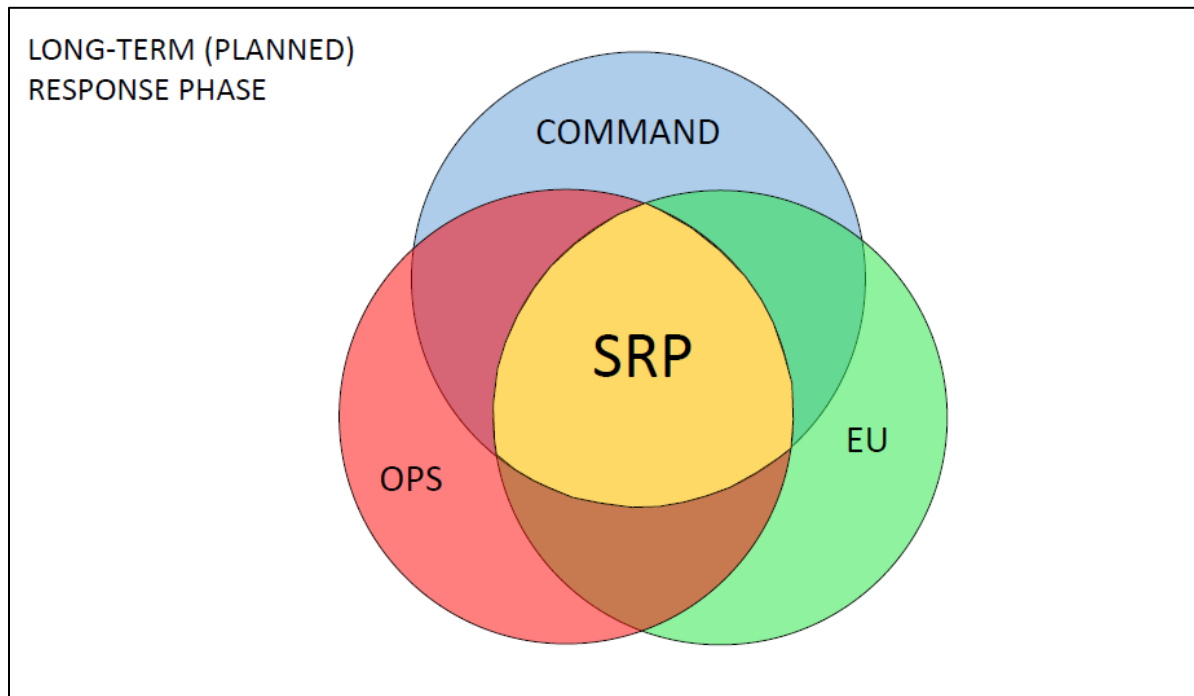 LONG-TERM (PLANNED)
RESPONSE PHASE
COMMAND
SRP
EU
OPS